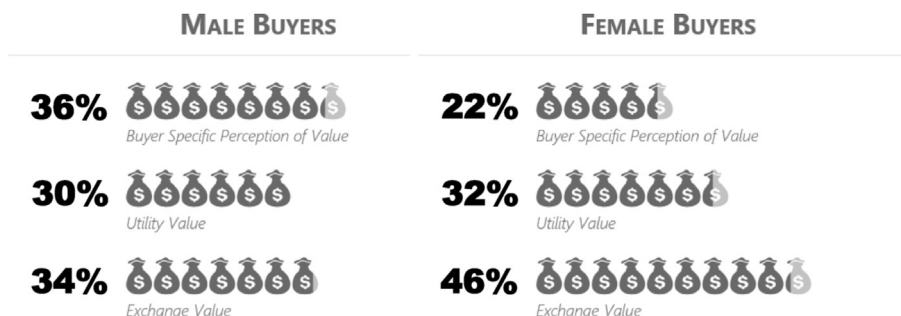 MALE BUYERS
36%
Buyer Specific Perception of Value
30%
Utility Value
34%
Exchange Value
FEMALE BUYERS
22%
Buyer Specific Perception of Value
32%
Utility Value
46%
Exchange Value